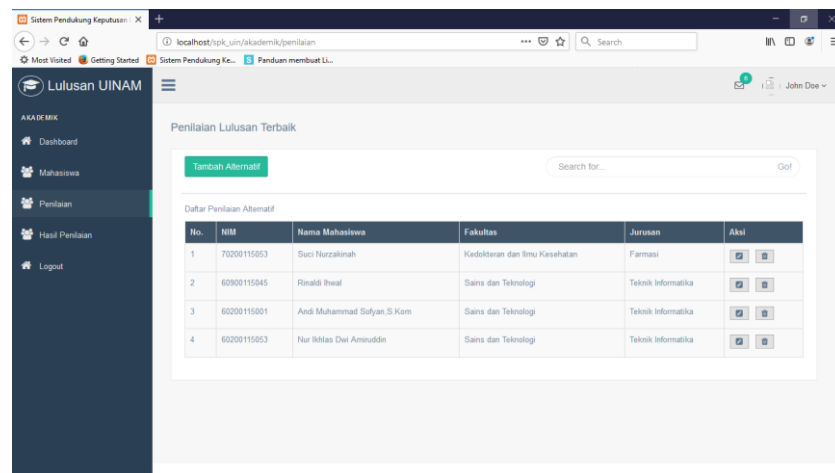 Sistem Pendukung Keputusan
localhost/spk_uin/akademik/penilaian
Search
Most Visited Getting Started Sistem Pendukung Ke... Panduan membuat Li...
Lulusan UINAM
6
John Doe
AKADEMIK
Dashboard
Mahasiswa
Penilaian
Hasil Penilaian
Logout
Penilaian Lulusan Terbaik
Tambah Alternatif
Search for...
Go!
Daftar Penilaian Alternatif
No. NIM Nama Mahasiswa Fakultas Jurusan Aksi
1 70200115053 Suci Nurzakinah Kedokteran dan Ilmu Kesehatan Farmasi
2 60900115045 Rinaldi Ihwal Sains dan Teknologi Teknik Informatika
3 60200115001 Andi Muhammad Sofyan,S.Kom Sains dan Teknologi Teknik Informatika
4 60200115053 Nur Ikhlas Dwi Amiruddin Sains dan Teknologi Teknik Informatika